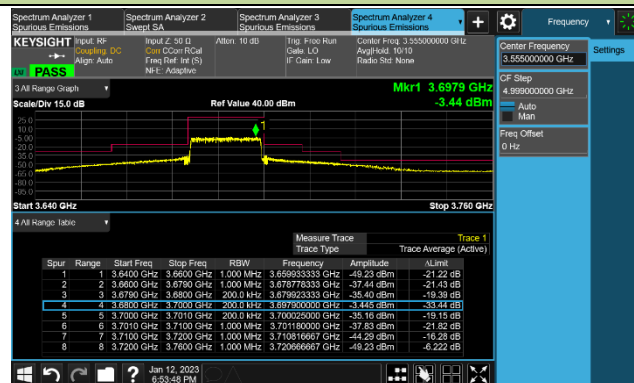 Spectrum Analyzer 1
Spurious Emissions
Spectrum Analyzer 2
Swept SA
Spectrum Analyzer 3
Spurious Emissions
Spectrum Analyzer 4
Spurious Emissions
Frequency
KEYSIGHT
PASS
Input: RF
Coupling: DC
Align: Auto
Input Z: 50 Ω
Corr CCorr RCal
Freq Ref: Int (S)
NFE: Adaptive
Atten: 10 dB
Trig: Free Run
Gate: LO
IF Gain: Low
Center Freq: 3.555000000 GHz
Avg|Hold: 10/10
Radio Std: None
Center Frequency
3.55500000 GHz
Settings
CF Step
4.999000000 GHz
Auto
Man
Freq Offset
0 Hz
3 All Range Graph
Mkr1 3.6979 GHz
-3.44 dBm
Scale/Div 15.0 dB
Ref Value 40.00 dBm
25.0
10.0
-5.00
-20.0
-35.0
-50.0
-65.0
-80.0
-95.0
1
Start 3.640 GHz
Stop 3.760 GHz
4 All Range Table
Measure Trace Trace 1
Trace Type Trace Average (Active)
Spur Range Start Freq Stop Freq RBW Frequency Amplitude ΔLimit
1 1 3.6400 GHz 3.6600 GHz 1.000 MHz 3.659933333 GHz -49.23 dBm -21.22 dB
2 2 3.6600 GHz 3.6790 GHz 1.000 MHz 3.678778333 GHz -37.44 dBm -21.43 dB
3 3 3.6790 GHz 3.6800 GHz 200.0 kHz 3.679923333 GHz -35.40 dBm -19.39 dB
4 4 3.6800 GHz 3.7000 GHz 200.0 kHz 3.697900000 GHz -3.445 dBm -33.44 dB
5 5 3.7000 GHz 3.7010 GHz 200.0 kHz 3.700025000 GHz -35.16 dBm -19.15 dB
6 6 3.7010 GHz 3.7100 GHz 1.000 MHz 3.701180000 GHz -37.83 dBm -21.82 dB
7 7 3.7100 GHz 3.7200 GHz 1.000 MHz 3.710816667 GHz -44.29 dBm -16.28 dB
8 8 3.7200 GHz 3.7600 GHz 1.000 MHz 3.720666667 GHz -49.23 dBm -6.222 dB
Jan 12, 2023
6:53:48 PM